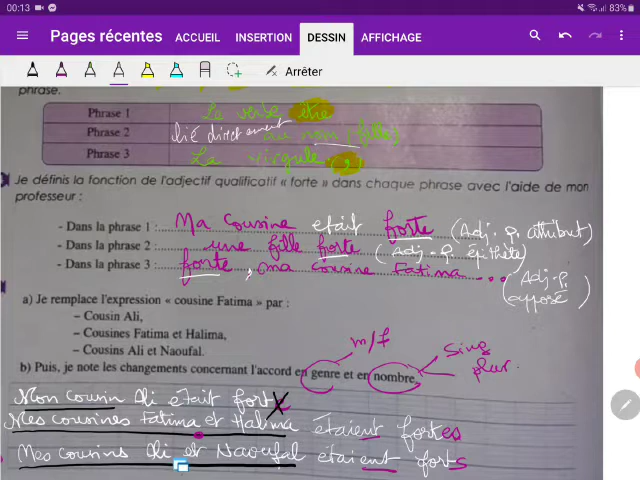 00:13 83%
Pages récentes ACCUEIL INSERTION DESSIN AFFICHAGE
Arrêter
phrase.
Phrase 1 Le verbe être
Phrase 2 lié directement au nom (fille)
Phrase 3 La virgule ,
Je définis la fonction de l'adjectif qualificatif « forte » dans chaque phrase avec l'aide de mon
professeur :
- Dans la phrase 1 : Ma cousine etait forte (Adj. q. attribut)
- Dans la phrase 2 : une fille forte (Adj. q épithète)
- Dans la phrase 3 : forte, ma cousine Fatima... (Adj. q. apposé)
a) Je remplace l'expression « cousine Fatima » par :
– Cousin Ali,
– Cousines Fatima et Halima,
– Cousins Ali et Naoufal.
m/f
sing
plur
b) Puis, je note les changements concernant l'accord en genre et en nombre.
Mon cousin Ali était fort
Mes cousines Fatima et Halima étaient fortes
Mes cousins Ali et Naoufal étaient forts